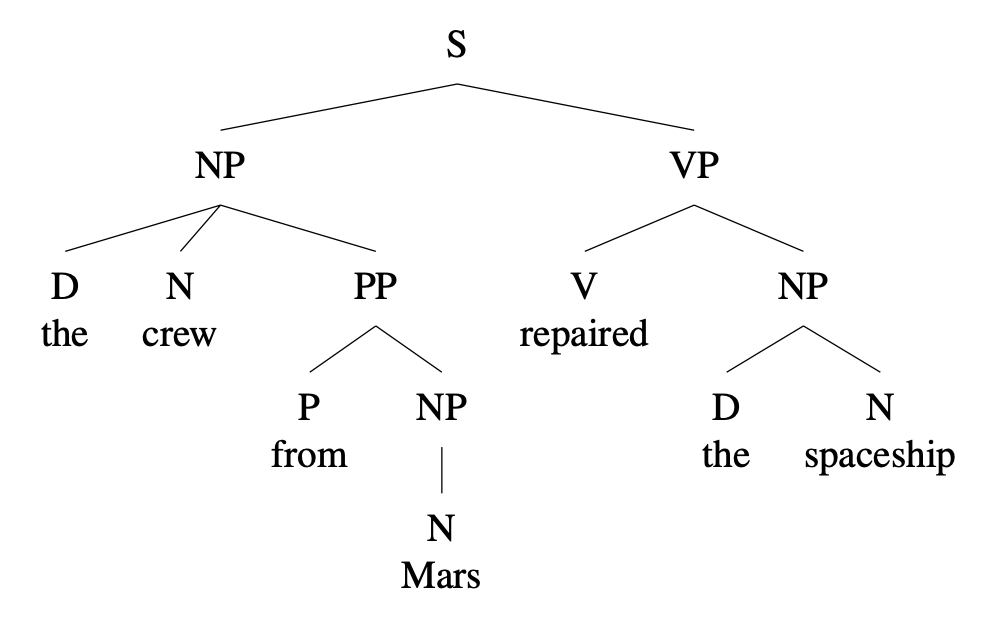 S
NP VP
D N PP V NP
the crew repaired
P NP D N
from the spaceship
N
Mars